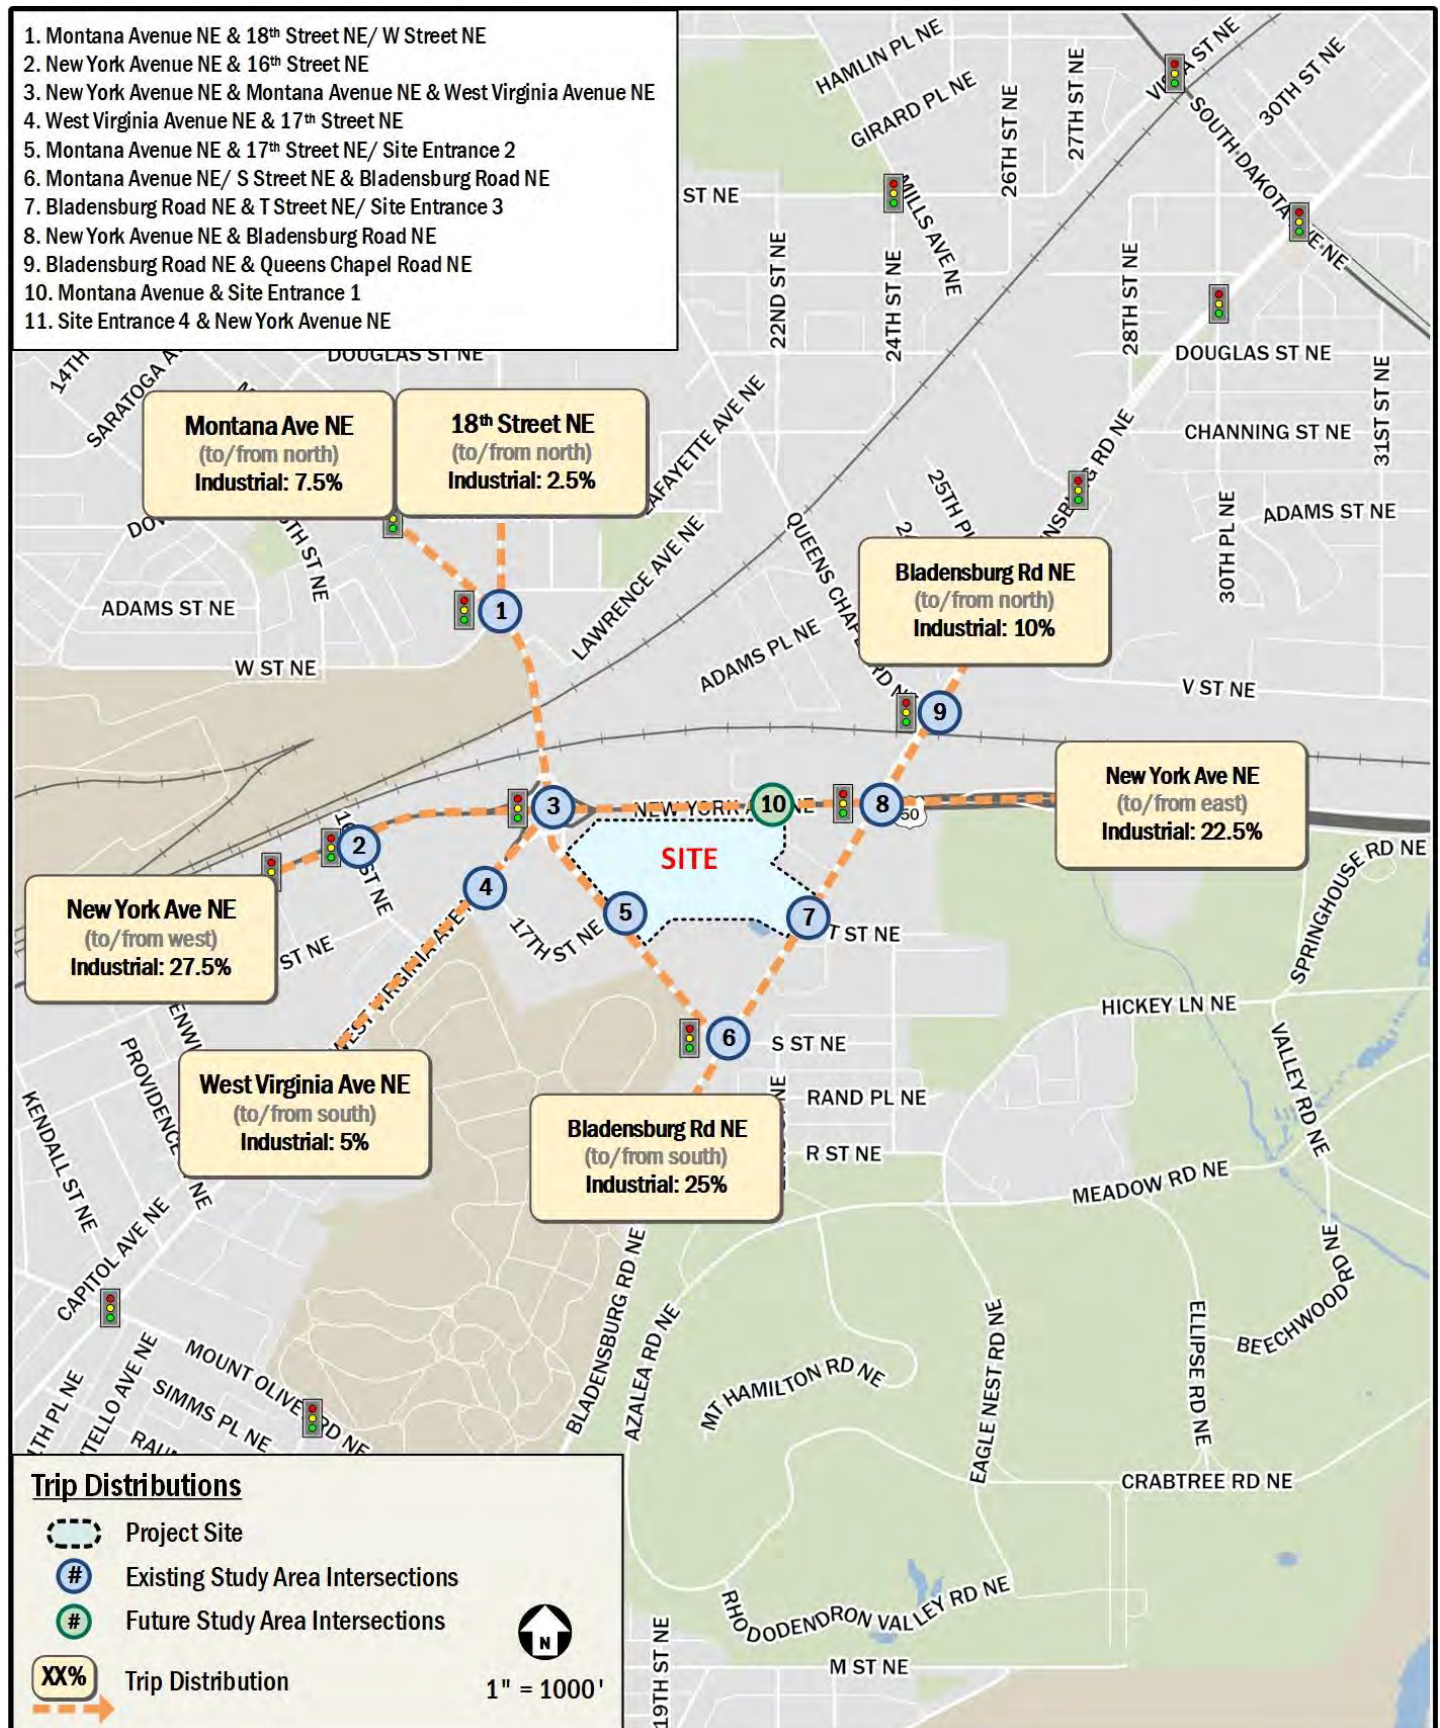 1. Montana Avenue NE & 18th Street NE/ W Street NE
2. New York Avenue NE & 16th Street NE
3. New York Avenue NE & Montana Avenue NE & West Virginia Avenue NE
4. West Virginia Avenue NE & 17th Street NE
5. Montana Avenue NE & 17th Street NE/ Site Entrance 2
6. Montana Avenue NE/ S Street NE & Bladensburg Road NE
7. Bladensburg Road NE & T Street NE/ Site Entrance 3
8. New York Avenue NE & Bladensburg Road NE
9. Bladensburg Road NE & Queens Chapel Road NE
10. Montana Avenue & Site Entrance 1
11. Site Entrance 4 & New York Avenue NE
HAMLIN PL NE
GIRARD PL NE
26TH ST NE
27TH ST NE
30TH ST NE
ST NE
MILLS AVE NE
22ND ST NE
24TH ST NE
28TH ST NE
SOUTH DAKOTA
E NE
14TH
DOUGLAS ST NE
DOUGLAS ST NE
31ST ST NE
SARATOGA A
LAFAYETTE AVE NE
CHANNING ST NE
Montana Ave NE
(to/from north)
Industrial: 7.5%
18th Street NE
(to/from north)
Industrial: 2.5%
25TH P
30TH PL NE
ADAMS ST NE
LAWRENCE AVE NE
QUEENS CHAP
RD N
Bladensburg Rd NE
(to/from north)
Industrial: 10%
ADAMS ST NE
1
ADAMS PL NE
W ST NE
V ST NE
9
New York Ave NE
(to/from east)
Industrial: 22.5%
3
NEW YORK A
NE
10
8
50
2
SITE
ST NE
SPRINGHOUSE RD NE
4
5
7
17TH ST NE
T ST NE
New York Ave NE
(to/from west)
Industrial: 27.5%
ST NE
WEST VIRGINIA AVE
HICKEY LN NE
6
S ST NE
VALLEY RD NE
PROVIDENCE
NE
RAND PL NE
KENDALL ST NE
West Virginia Ave NE
(to/from south)
Industrial: 5%
Bladensburg Rd NE
(to/from south)
Industrial: 25%
R ST NE
MEADOW RD NE
CAPITOL AVE NE
BLADENSBURG RD NE
AZALEA RD NE
EAGLE NEST RD NE
ELLIPSE RD NE
BEECHWOOD
RD NE
MOUNT OLIVE
RD NE
SIMMS PL NE
MT HAMILTON RD NE
TELLO AVE NE
CRABTREE RD NE
Trip Distributions
Project Site
# Existing Study Area Intersections
# Future Study Area Intersections
XX% Trip Distribution
N
1" = 1000'
RHODODENDRON VALLEY RD NE
19TH ST NE
M ST NE